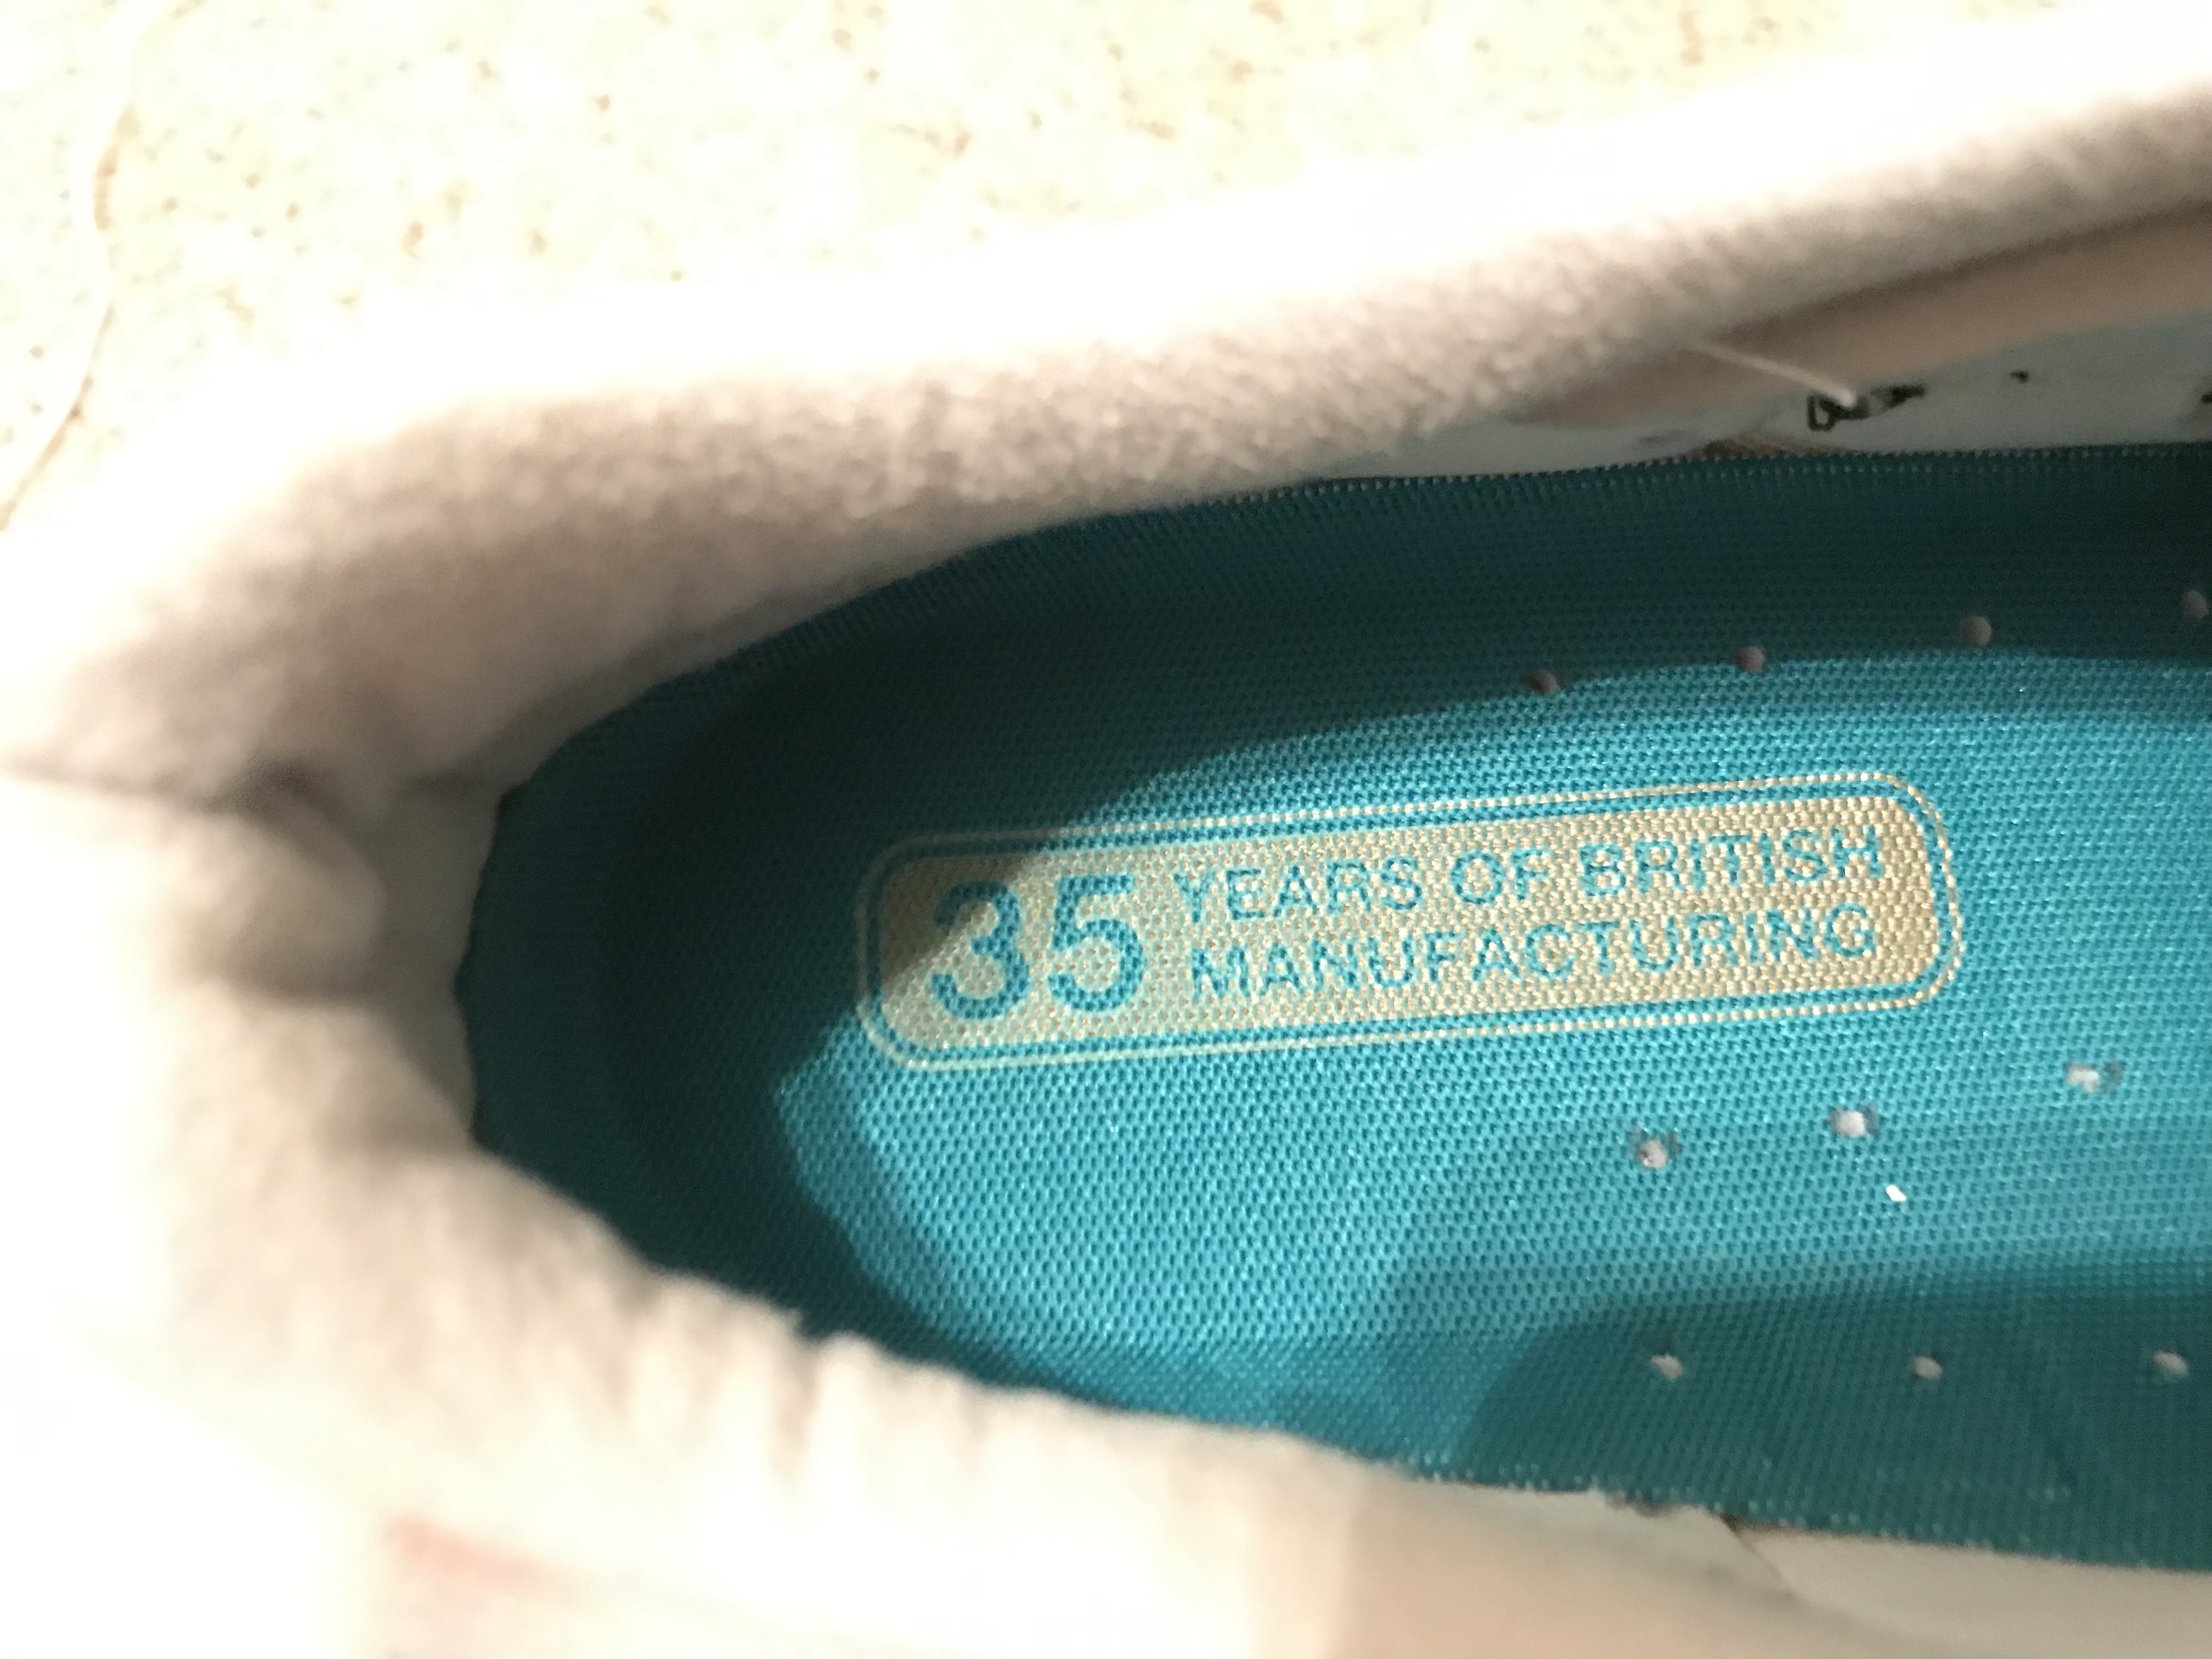 35 YEARS OF BRITISH
MANUFACTURING